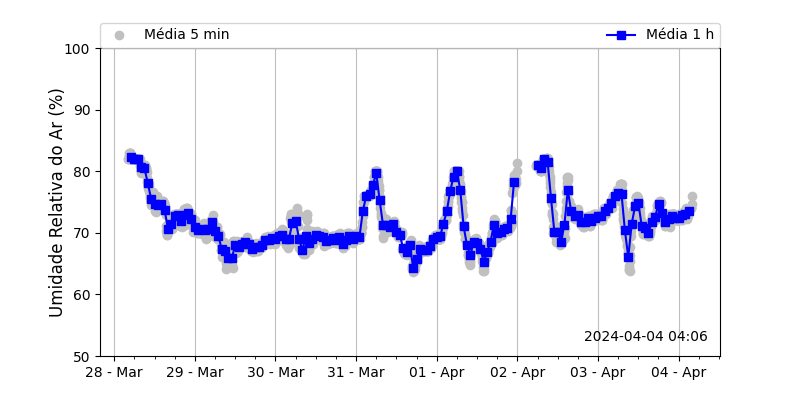 Média 5 min
Média 1 h
Umidade Relativa do Ar (%)
100
90
80
70
60
50
2024-04-04 04:06
28 - Mar
29 - Mar
30 - Mar
31 - Mar
01 - Apr
02 - Apr
03 - Apr
04 - Apr